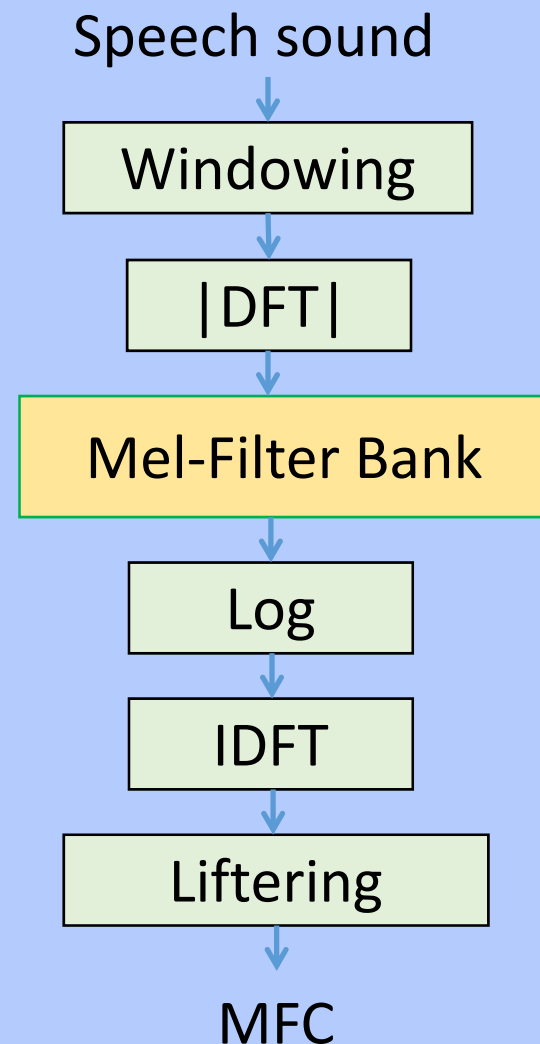 Speech sound
Windowing
|DFT|
Mel-Filter Bank
Log
IDFT
Liftering
MFC